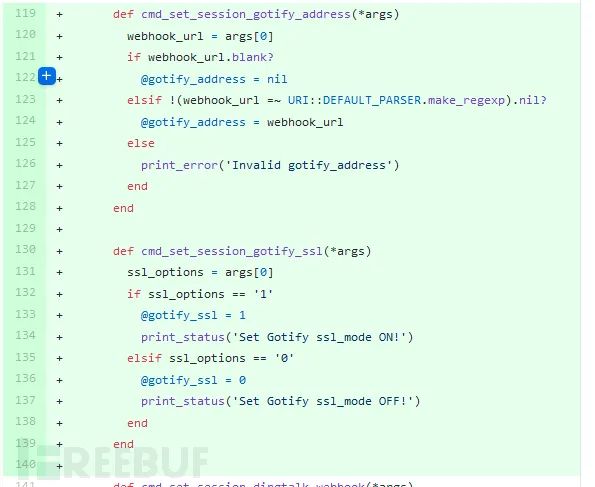 119 + def cmd_set_session_gotify_address(*args)
120 + webhook_url = args[0]
121 + if webhook_url.blank?
122 + @gotify_address = nil
123 + elsif !(webhook_url =~ URI::DEFAULT_PARSER.make_regexp).nil?
124 + @gotify_address = webhook_url
125 + else
126 + print_error('Invalid gotify_address')
127 + end
128 + end
129 +
130 + def cmd_set_session_gotify_ssl(*args)
131 + ssl_options = args[0]
132 + if ssl_options == '1'
133 + @gotify_ssl = 1
134 + print_status('Set Gotify ssl_mode ON!')
135 + elsif ssl_options == '0'
136 + @gotify_ssl = 0
137 + print_status('Set Gotify ssl_mode OFF!')
138 + end
139 + end
140 +
REEBUF
141 + def cmd_set_session_dingtalk_webhook(*args)